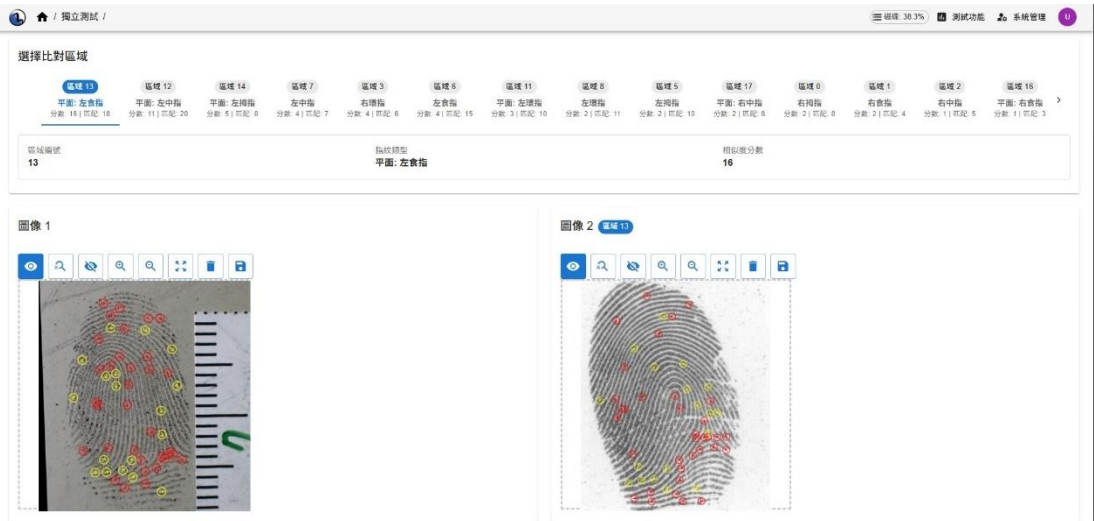 / 獨立測試 /
磁碟: 38.3%
測試功能
系統管理
U
選擇比對區域
區域 13
平面: 左食指
分數: 16 | 匹配: 18
區域 12
平面: 左中指
分數: 11 | 匹配: 20
區域 14
平面: 左拇指
分數: 5 | 匹配: 8
區域 7
左中指
分數: 4 | 匹配: 7
區域 3
右環指
分數: 4 | 匹配: 6
區域 6
左食指
分數: 4 | 匹配: 15
區域 11
平面: 左環指
分數: 3 | 匹配: 10
區域 8
左環指
分數: 2 | 匹配: 11
區域 5
左拇指
分數: 2 | 匹配: 10
區域 17
平面: 右中指
分數: 2 | 匹配: 8
區域 0
右拇指
分數: 2 | 匹配: 8
區域 1
右食指
分數: 2 | 匹配: 4
區域 2
右中指
分數: 1 | 匹配: 5
區域 16
平面: 右食指
分數: 1 | 匹配: 3
區域編號
13
指紋類型
平面: 左食指
相似度分數
16
圖像 1
圖像 2
區域 13